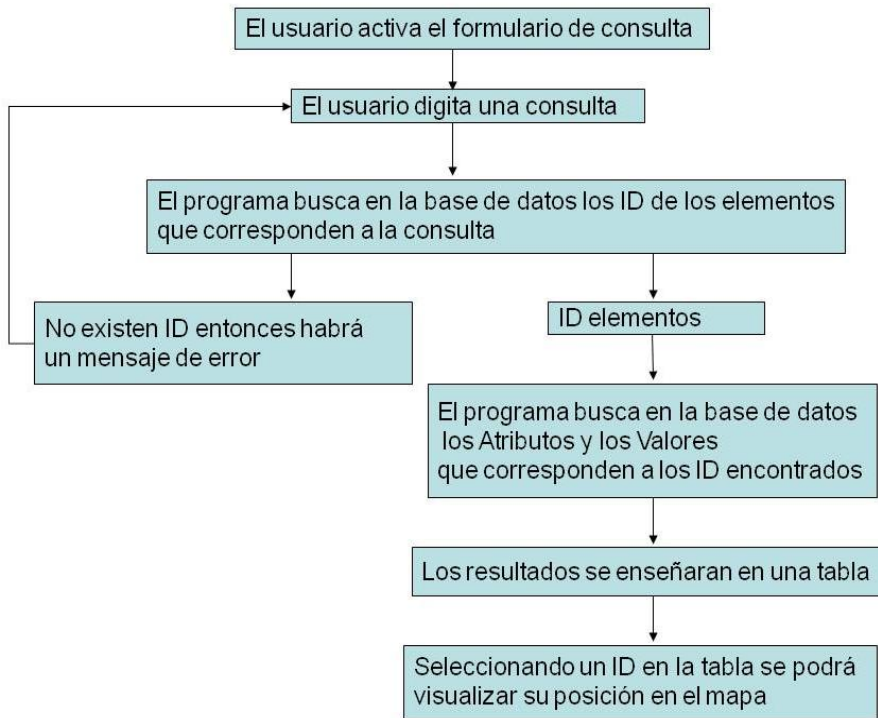 El usuario activa el formulario de consulta
El usuario digita una consulta
El programa busca en la base de datos los ID de los elementos
que corresponden a la consulta
No existen ID entonces habrá
un mensaje de error
ID elementos
El programa busca en la base de datos
los Atributos y los Valores
que corresponden a los ID encontrados
Los resultados se enseñaran en una tabla
Seleccionando un ID en la tabla se podrá
visualizar su posición en el mapa